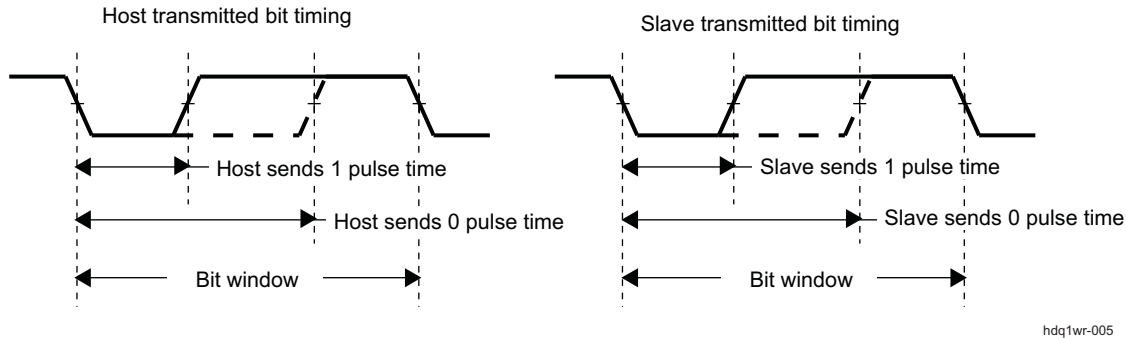 Host transmitted bit timing
Slave transmitted bit timing
Host sends 1 pulse time
Slave sends 1 pulse time
Host sends 0 pulse time
Slave sends 0 pulse time
Bit window
Bit window
hdq1wr-005